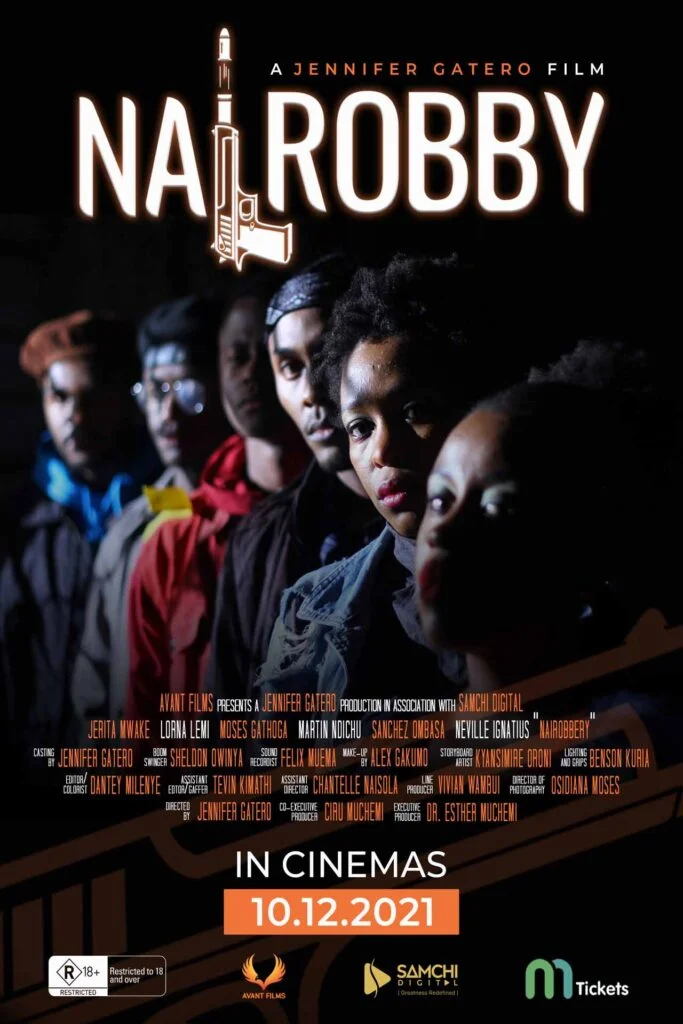 A JENNIFER GATERO FILM
NAIROBBY
AVANT FILMS PRESENTS A JENNIFER GATERO PRODUCTION IN ASSOCIATION WITH SAMCHI DIGITAL
JERITA MWAKE LORNA LEMI MOSES GATHOGA MARTIN NDICHU SANCHEZ OMBASA NEVILLE IGNATIUS "NAIROBBERY"
CASTING BY JENNIFER GATERO BOOM SWINGER SHELDON OWINYA SOUND RECORDIST FELIX MUEMA MAKE-UP BY ALEX GAKUMO STORYBOARD ARTIST KYANSIMIRE ORONI LIGHTING AND GRIPS BENSON KURIA
EDITOR/COLORIST DANTEY MILENYE ASSISTANT EDITOR/GAFFER TEVIN KIMATHI ASSISTANT DIRECTOR CHANTELLE NAISOLA LINE PRODUCER VIVIAN WAMBUI DIRECTOR OF PHOTOGRAPHY OSIDIANA MOSES
DIRECTED BY JENNIFER GATERO CO-EXECUTIVE PRODUCER CIRU MUCHEMI EXECUTIVE PRODUCER DR. ESTHER MUCHEMI
IN CINEMAS
10.12.2021
R 18+ Restricted to 18 and over
RESTRICTED
AVANT FILMS
SAMCHI
DIGITAL
| Greatness Redefined |
m Tickets